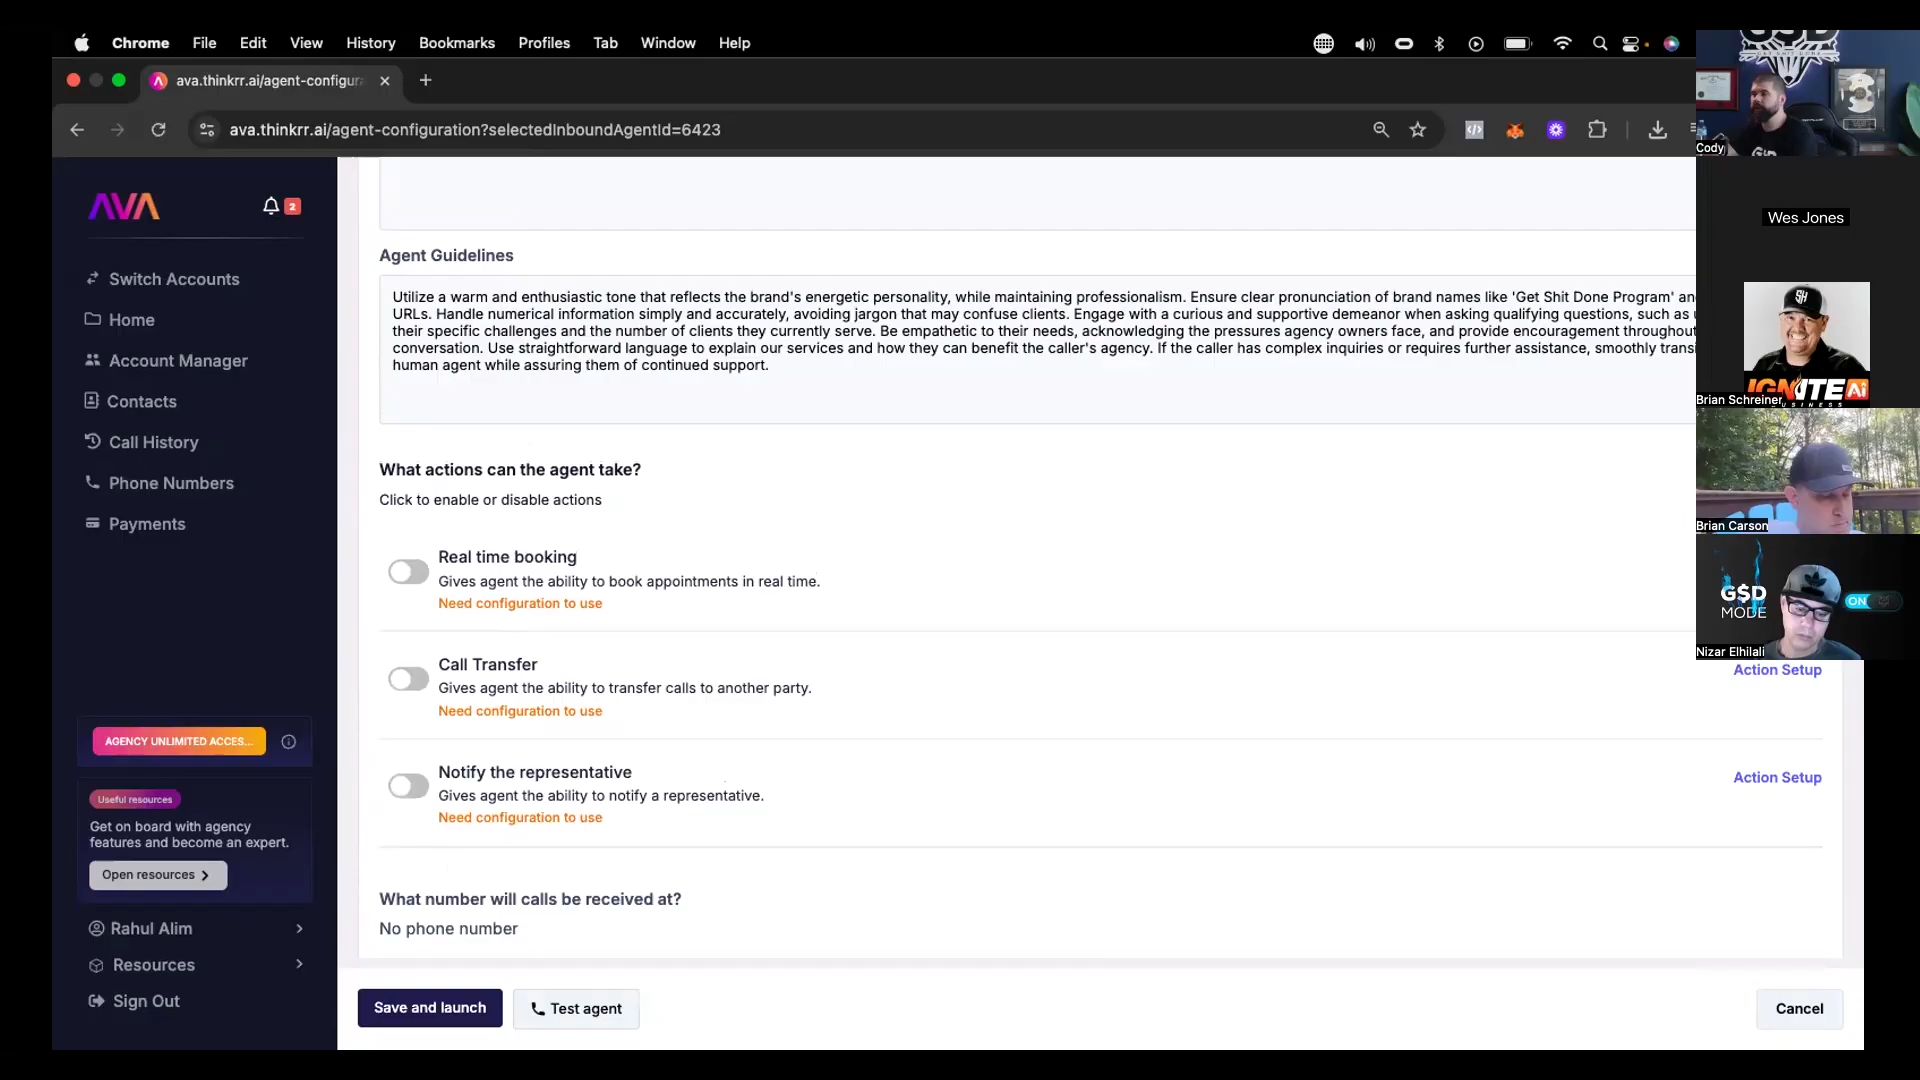 Chrome File Edit View History Bookmarks Profiles Tab Window Help
ava.thinkrr.ai/agent-configura
ava.thinkrr.ai/agent-configuration?selectedInboundAgentId=6423
AVA
2
Switch Accounts
Home
Account Manager
Contacts
Call History
Phone Numbers
Payments
AGENCY UNLIMITED ACCES...
Useful resources
Get on board with agency
features and become an expert.
Open resources
Rahul Alim
Resources
Sign Out
Agent Guidelines
Utilize a warm and enthusiastic tone that reflects the brand's energetic personality, while maintaining professionalism. Ensure clear pronunciation of brand names like 'Get Shit Done Program' an
URLs. Handle numerical information simply and accurately, avoiding jargon that may confuse clients. Engage with a curious and supportive demeanor when asking qualifying questions, such as
their specific challenges and the number of clients they currently serve. Be empathetic to their needs, acknowledging the pressures agency owners face, and provide encouragement throughout
conversation. Use straightforward language to explain our services and how they can benefit the caller's agency. If the caller has complex inquiries or requires further assistance, smoothly transi
human agent while assuring them of continued support.
What actions can the agent take?
Click to enable or disable actions
Real time booking
Gives agent the ability to book appointments in real time.
Need configuration to use
Call Transfer
Gives agent the ability to transfer calls to another party.
Need configuration to use
Action Setup
Notify the representative
Gives agent the ability to notify a representative.
Need configuration to use
Action Setup
What number will calls be received at?
No phone number
Save and launch
Test agent
Cancel
G$D
Cody
Wes Jones
SH
IGNITE Ai
BUSINESS
Brian Schreiner
Brian Carson
G$D
MODE
ON
Nizar Elhilali